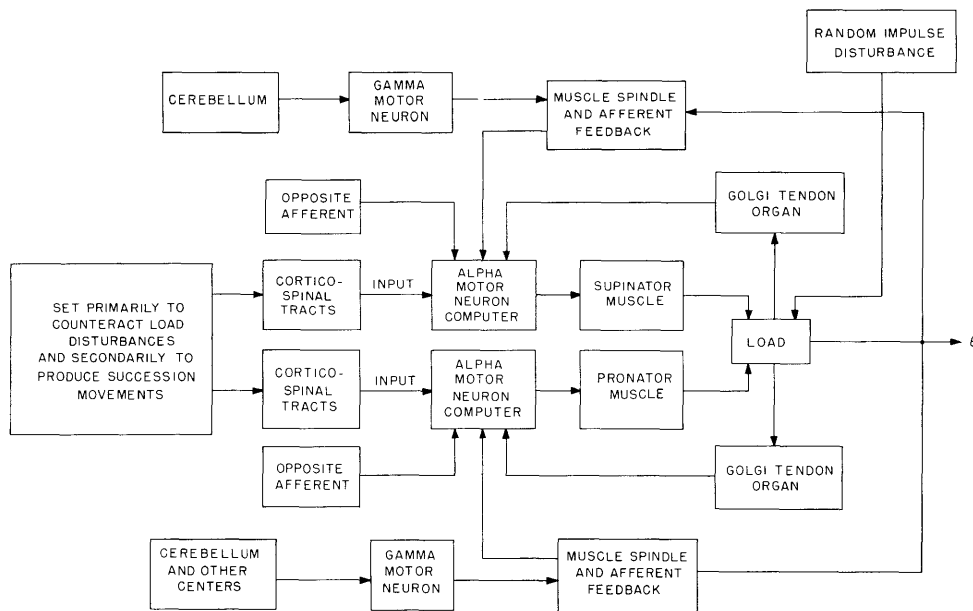 RANDOM IMPULSE
DISTURBANCE
CEREBELLUM
GAMMA
MOTOR
NEURON
MUSCLE SPINDLE
AND AFFERENT
FEEDBACK
OPPOSITE
AFFERENT
GOLGI TENDON
ORGAN
SET PRIMARILY TO
COUNTERACT LOAD
DISTURBANCES
AND SECONDARILY TO
PRODUCE SUCCESSION
MOVEMENTS
CORTICO-
SPINAL
TRACTS
INPUT
ALPHA
MOTOR
NEURON
COMPUTER
SUPINATOR
MUSCLE
LOAD
CORTICO-
SPINAL
TRACTS
INPUT
ALPHA
MOTOR
NEURON
COMPUTER
PRONATOR
MUSCLE
OPPOSITE
AFFERENT
GOLGI TENDON
ORGAN
CEREBELLUM
AND OTHER
CENTERS
GAMMA
MOTOR
NEURON
MUSCLE SPINDLE
AND AFFERENT
FEEDBACK